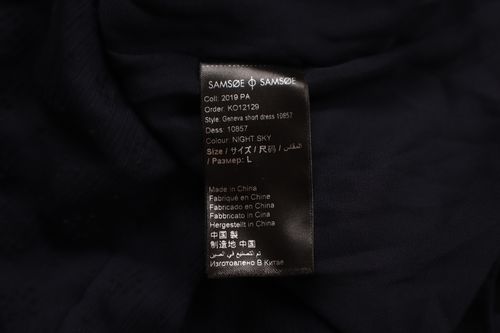 SAMSØE ϕ SAMSØE
Coll: 2019 PA
Order: KO12129
Style: Geneva short dress 10857
Dess: 10857
Colour: NIGHT SKY
Size / サイズ / 尺码 / المقاس
/ Размер: L
Made in China
Fabriqué en Chine
Fabricado en China
Fabbricato in Cina
Hergestellt in China
中国 製
制造地 中国
تم التصنيع في الصين
Изготовлено В Китае